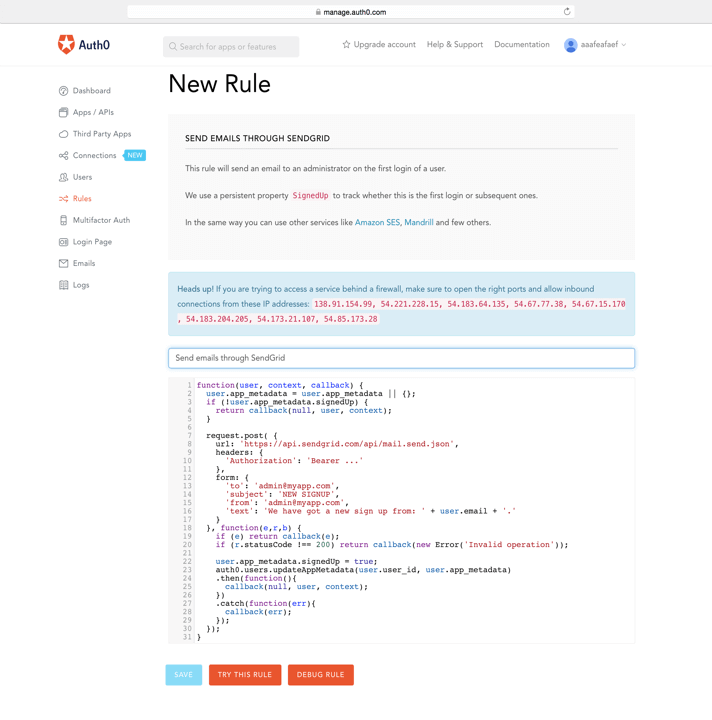 manage.auth0.com
Auth0
Search for apps or features
Upgrade account
Help & Support
Documentation
aaafeafaef
Dashboard
Apps / APIs
Third Party Apps
Connections NEW
Users
Rules
Multifactor Auth
Login Page
Emails
Logs
New Rule
SEND EMAILS THROUGH SENDGRID
This rule will send an email to an administrator on the first login of a user.
We use a persistent property SignedUp to track whether this is the first login or subsequent ones.
In the same way you can use other services like Amazon SES, Mandrill and few others.
Heads up! If you are trying to access a service behind a firewall, make sure to open the right ports and allow inbound
connections from these IP addresses: 138.91.154.99, 54.221.228.15, 54.183.64.135, 54.67.77.38, 54.67.15.170
, 54.183.204.205, 54.173.21.107, 54.85.173.28
Send emails through SendGrid
1 function(user, context, callback) {
2   user.app_metadata = user.app_metadata || {};
3   if (!user.app_metadata.signedUp) {
4     return callback(null, user, context);
5   }
6
7   request.post( {
8     url: 'https://api.sendgrid.com/api/mail.send.json',
9     headers: {
10       'Authorization': 'Bearer ...'
11     },
12     form: {
13       'to': 'admin@myapp.com',
14       'subject': 'NEW SIGNUP',
15       'from': 'admin@myapp.com',
16       'text': 'We have got a new sign up from: ' + user.email + '.'
17     }
18   }, function(e,r,b) {
19     if (e) return callback(e);
20     if (r.statusCode !== 200) return callback(new Error('Invalid operation'));
21
22     user.app_metadata.signedUp = true;
23     auth0.users.updateAppMetadata(user.user_id, user.app_metadata)
24     .then(function(){
25       callback(null, user, context);
26     })
27     .catch(function(err){
28       callback(err);
29     });
30   });
31 }
SAVE
TRY THIS RULE
DEBUG RULE